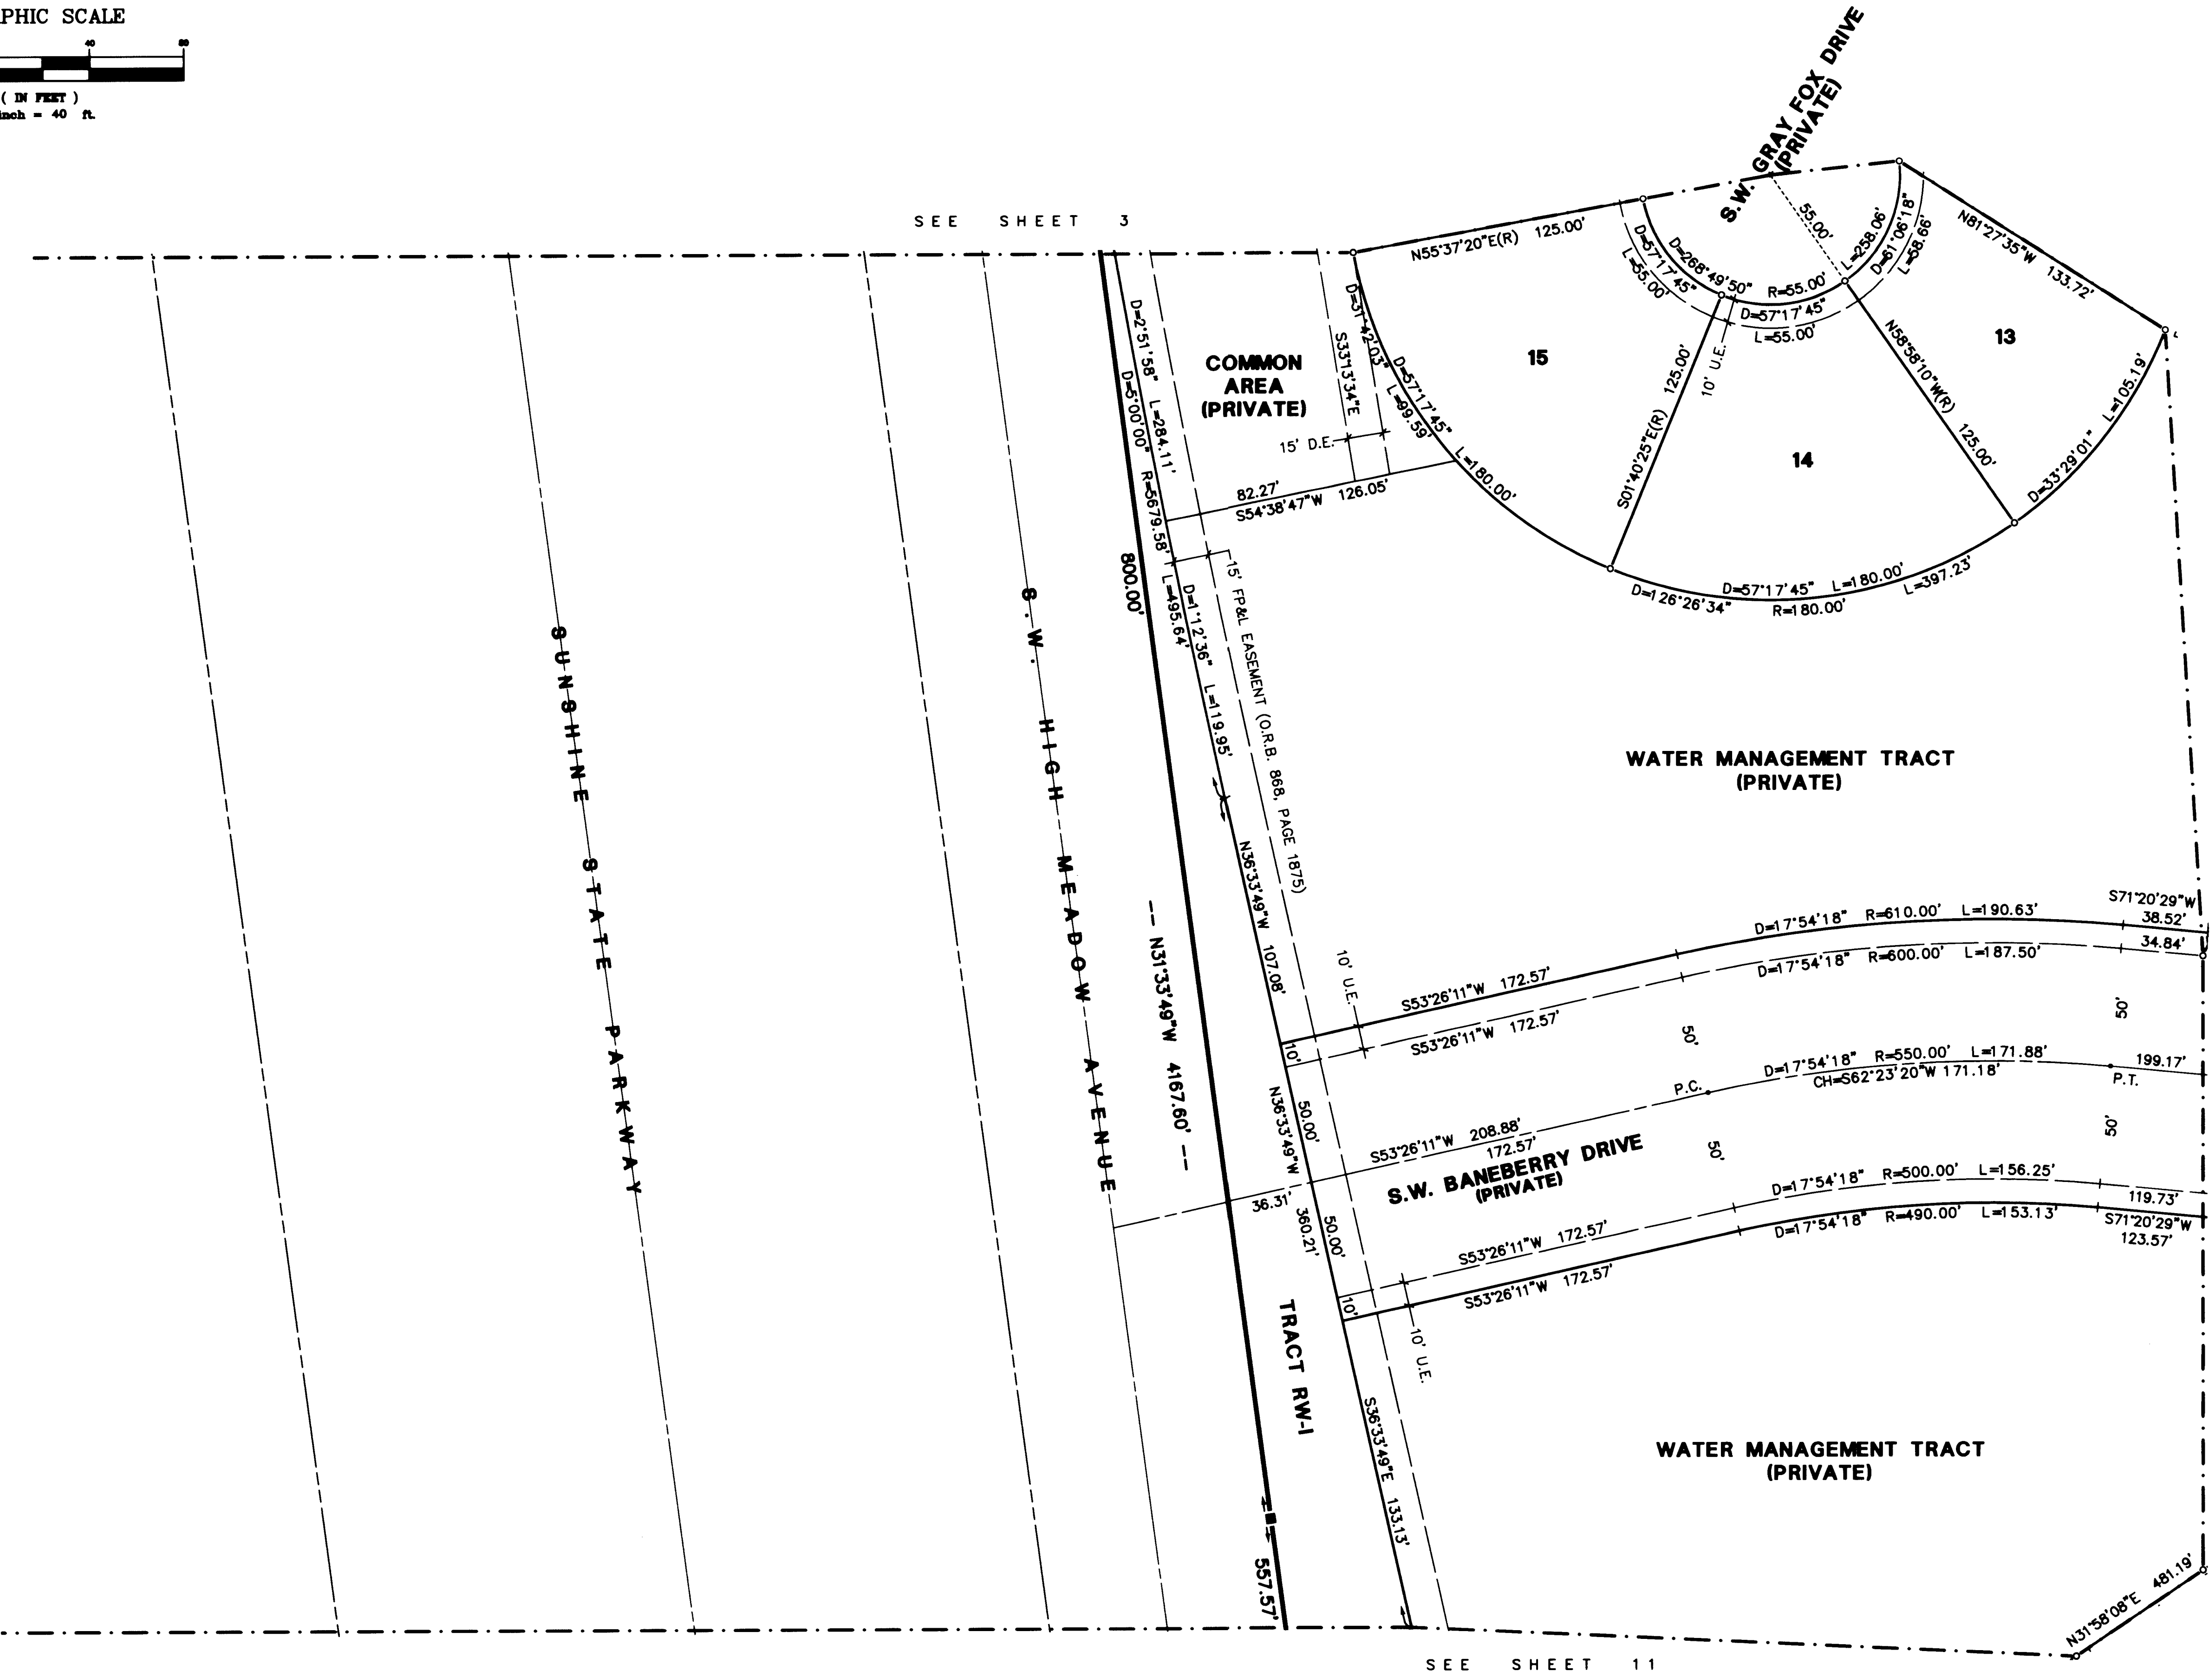 PHIC SCALE
40
80
( IN FEET )
inch = 40 ft.
SEE SHEET 3
S.W. GRAY FOX DRIVE
(PRIVATE)
N55°37'20"E(R) 125.00'
D=57°17'45"
L=55.00'
D=268°49'50"
R=55.00'
L=258.06'
55.00'
D=61°06'18"
L=58.66'
D=57°17'45"
L=55.00'
N81°27'35"W 133.72'
COMMON
AREA
(PRIVATE)
D=2°51'58" L=284.11'
D=5°00'00" R=5679.58' L=495.64'
S33°13'34"E
D=31°42'03"
L=99.59'
D=57°17'45"
L=180.00'
15' D.E.
82.27'
S54°38'47"W 126.05'
15
S01°40'25"E(R) 125.00'
10' U.E.
14
N58°58'10"W(R) 125.00'
13
D=33°29'01" L=105.19'
D=57°17'45" L=180.00'
D=126°26'34" R=180.00' L=397.23'
800.00'
D=1°12'36" L=119.95'
15' FP&L EASEMENT (O.R.B. 868, PAGE 1875)
SUNSHINE STATE PARKWAY
S.W. HIGH MEADOW AVENUE
WATER MANAGEMENT TRACT
(PRIVATE)
N36°33'49"W 107.08'
-- N31°33'49"W 4167.60' --
10' U.E.
S53°26'11"W 172.57'
D=17°54'18" R=610.00' L=190.63'
S71°20'29"W
38.52'
S53°26'11"W 172.57'
D=17°54'18" R=600.00' L=187.50'
34.84'
10'
50'
50'
N36°33'49"W
50.00'
360.21'
50.00'
36.31'
S53°26'11"W 208.88'
172.57'
P.C.
D=17°54'18" R=550.00' L=171.88'
CH=S62°23'20"W 171.18'
P.T.
199.17'
S.W. BANEBERRY DRIVE
(PRIVATE)
50'
50'
S53°26'11"W 172.57'
D=17°54'18" R=500.00' L=156.25'
119.73'
S53°26'11"W 172.57'
D=17°54'18" R=490.00' L=153.13'
S71°20'29"W
123.57'
10'
10' U.E.
TRACT RW-1
S36°33'49"E 133.13'
WATER MANAGEMENT TRACT
(PRIVATE)
557.57'
N31°58'08"E 481.19'
SEE SHEET 11